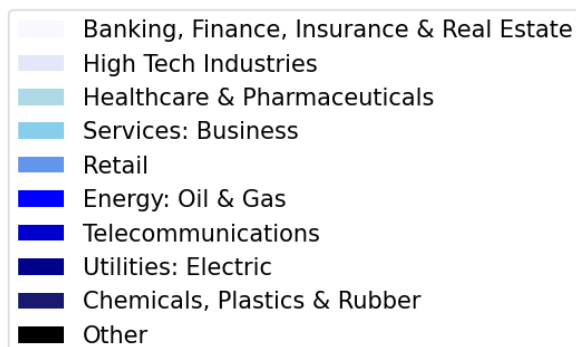 Banking, Finance, Insurance & Real Estate
High Tech Industries
Healthcare & Pharmaceuticals
Services: Business
Retail
Energy: Oil & Gas
Telecommunications
Utilities: Electric
Chemicals, Plastics & Rubber
Other